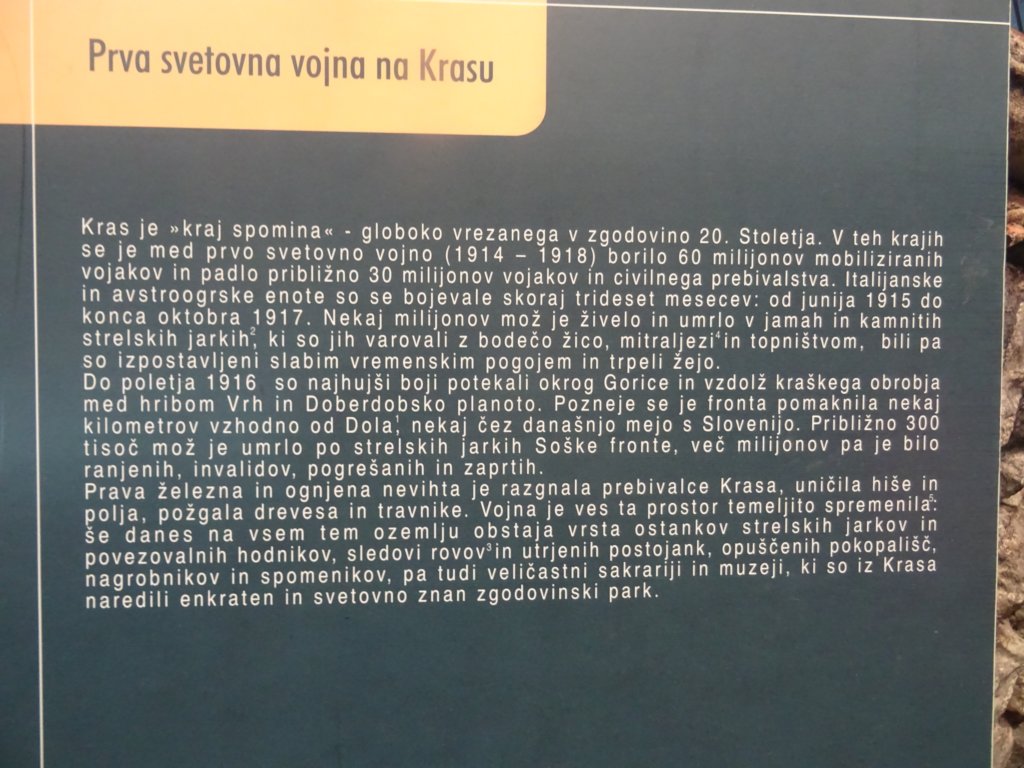 Prva svetovna vojna na Krasu
Kras je »kraj spomina« - globoko vrezanega v zgodovino 20. Stoletja. V teh krajih
se je med prvo svetovno vojno (1914 – 1918) borilo 60 milijonov mobiliziranih
vojakov in padlo približno 30 milijonov vojakov in civilnega prebivalstva. Italijanske
in avstroogrske enote so se bojevale skoraj trideset mesecev: od junija 1915 do
konca oktobra 1917. Nekaj milijonov mož je živelo in umrlo v jamah in kamnitih
strelskih jarkih², ki so jih varovali z bodečo žico, mitraljezi⁴ in topništvom, bili pa
so izpostavljeni slabim vremenskim pogojem in trpeli žejo.
Do poletja 1916 so najhujši boji potekali okrog Gorice in vzdolž kraškega obrobja
med hribom Vrh in Doberdobsko planoto. Pozneje se je fronta pomaknila nekaj
kilometrov vzhodno od Dola¹, nekaj čez današnjo mejo s Slovenijo. Približno 300
tisoč mož je umrlo po strelskih jarkih Soške fronte, več milijonov pa je bilo
ranjenih, invalidov, pogrešanih in zaprtih.
Prava železna in ognjena nevihta je razgnala prebivalce Krasa, uničila hiše in
polja, požgala drevesa in travnike. Vojna je ves ta prostor temeljito spremenila⁵:
še danes na vsem tem ozemlju obstaja vrsta ostankov strelskih jarkov in
povezovalnih hodnikov, sledovi rovov³ in utrjenih postojank, opuščenih pokopališč,
nagrobnikov in spomenikov, pa tudi veličastni sakrariji in muzeji, ki so iz Krasa
naredili enkraten in svetovno znan zgodovinski park.